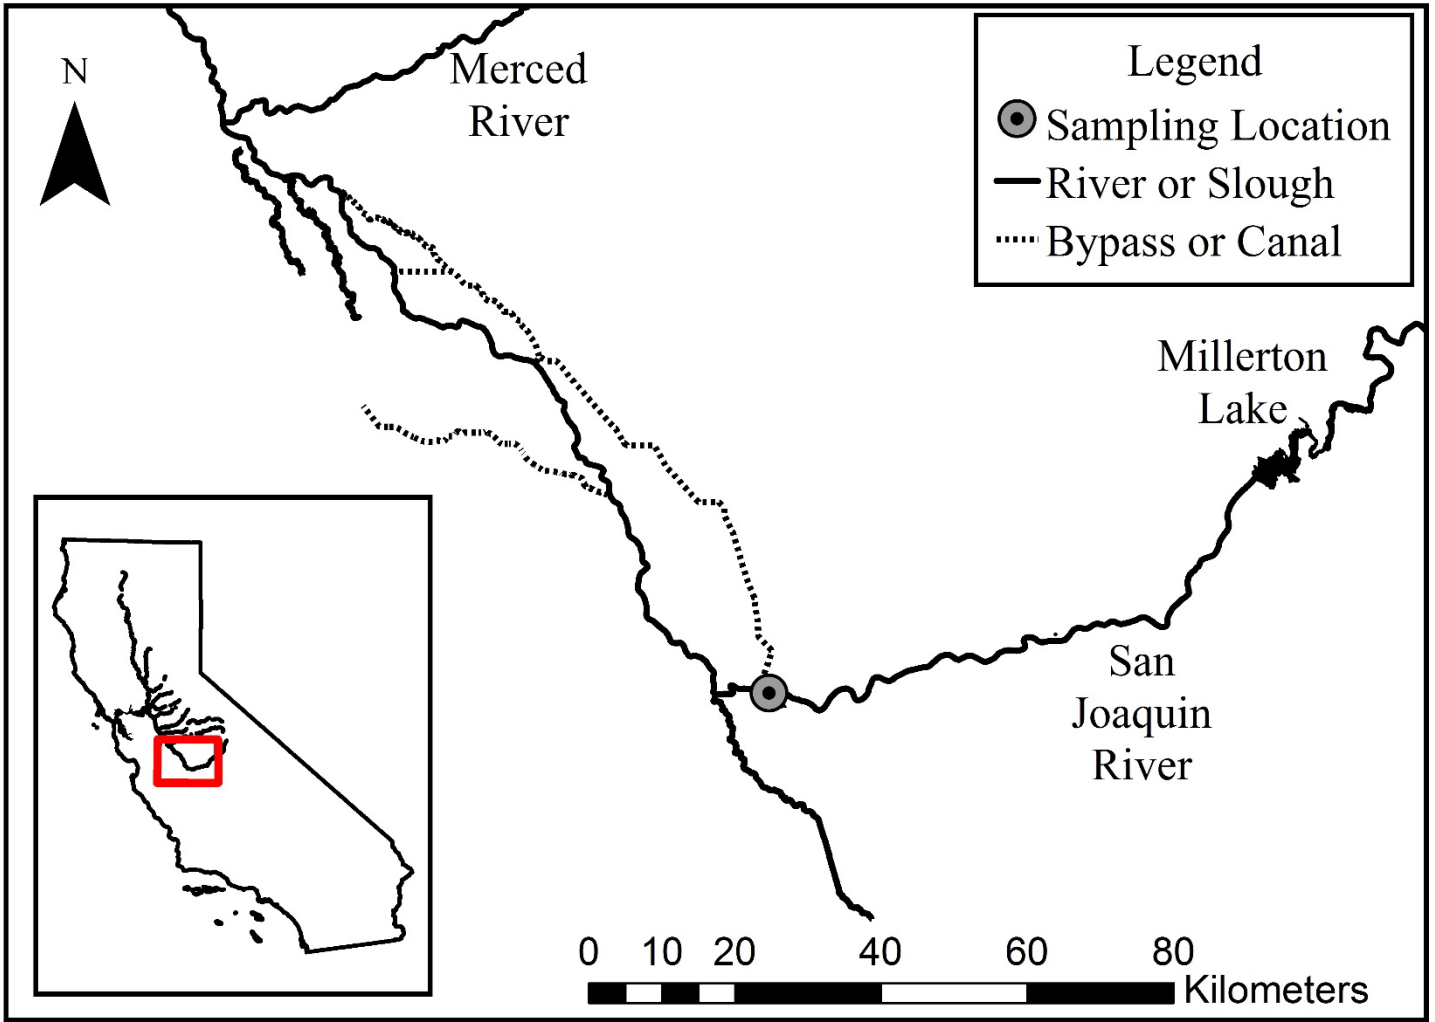 N
Merced
River
Legend
Sampling Location
River or Slough
Bypass or Canal
Millerton
Lake
San
Joaquin
River
0 10 20 40 60 80
Kilometers